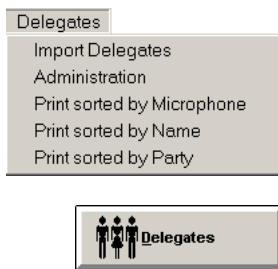 Delegates
Import Delegates
Administration
Print sorted by Microphone
Print sorted by Name
Print sorted by Party
Delegates